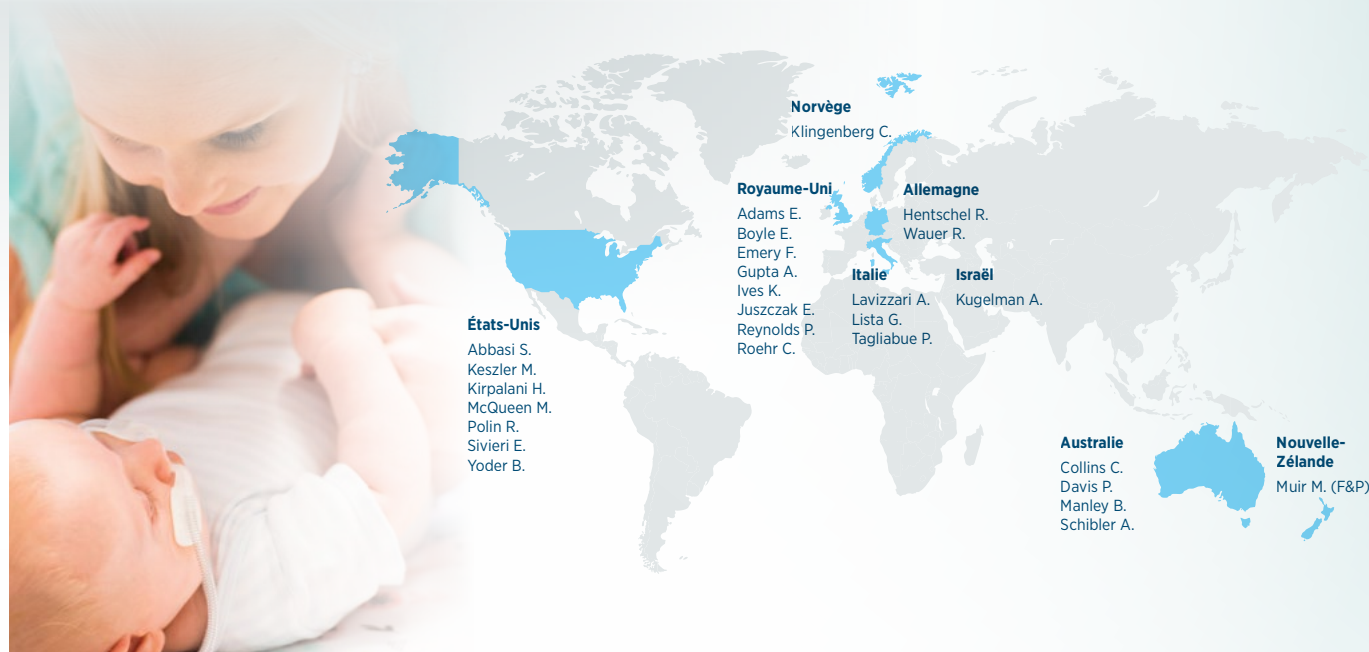 Norvège
Klingenberg C.
Royaume-Uni
Adams E.
Boyle E.
Emery F.
Gupta A.
Ives K.
Juszczak E.
Reynolds P.
Roehr C.
Allemagne
Hentschel R.
Wauer R.
Italie
Lavizzari A.
Lista G.
Tagliabue P.
Israël
Kugelman A.
États-Unis
Abbasi S.
Keszler M.
Kirpalani H.
McQueen M.
Polin R.
Sivieri E.
Yoder B.
Australie
Collins C.
Davis P.
Manley B.
Schibler A.
Nouvelle-
Zélande
Muir M. (F&P)